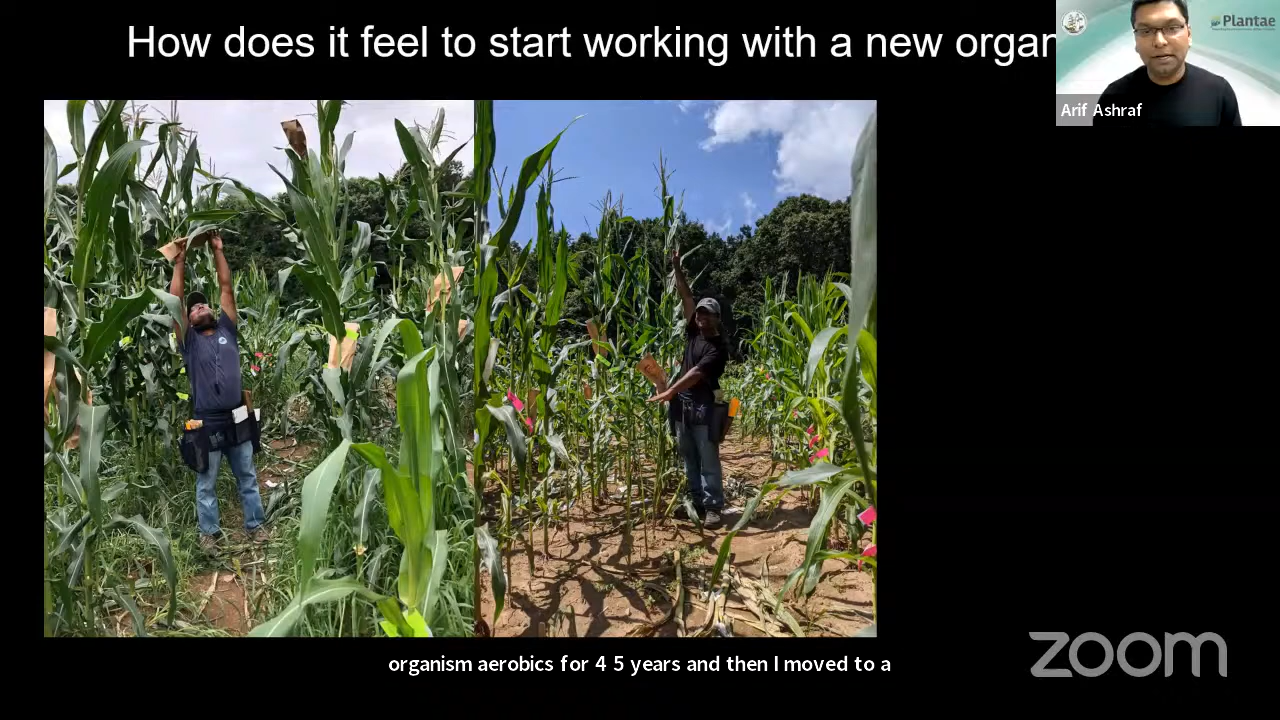 How does it feel to start working with a new organ
Plantae
Arif Ashraf
organism aerobics for 4 5 years and then I moved to a
zoom